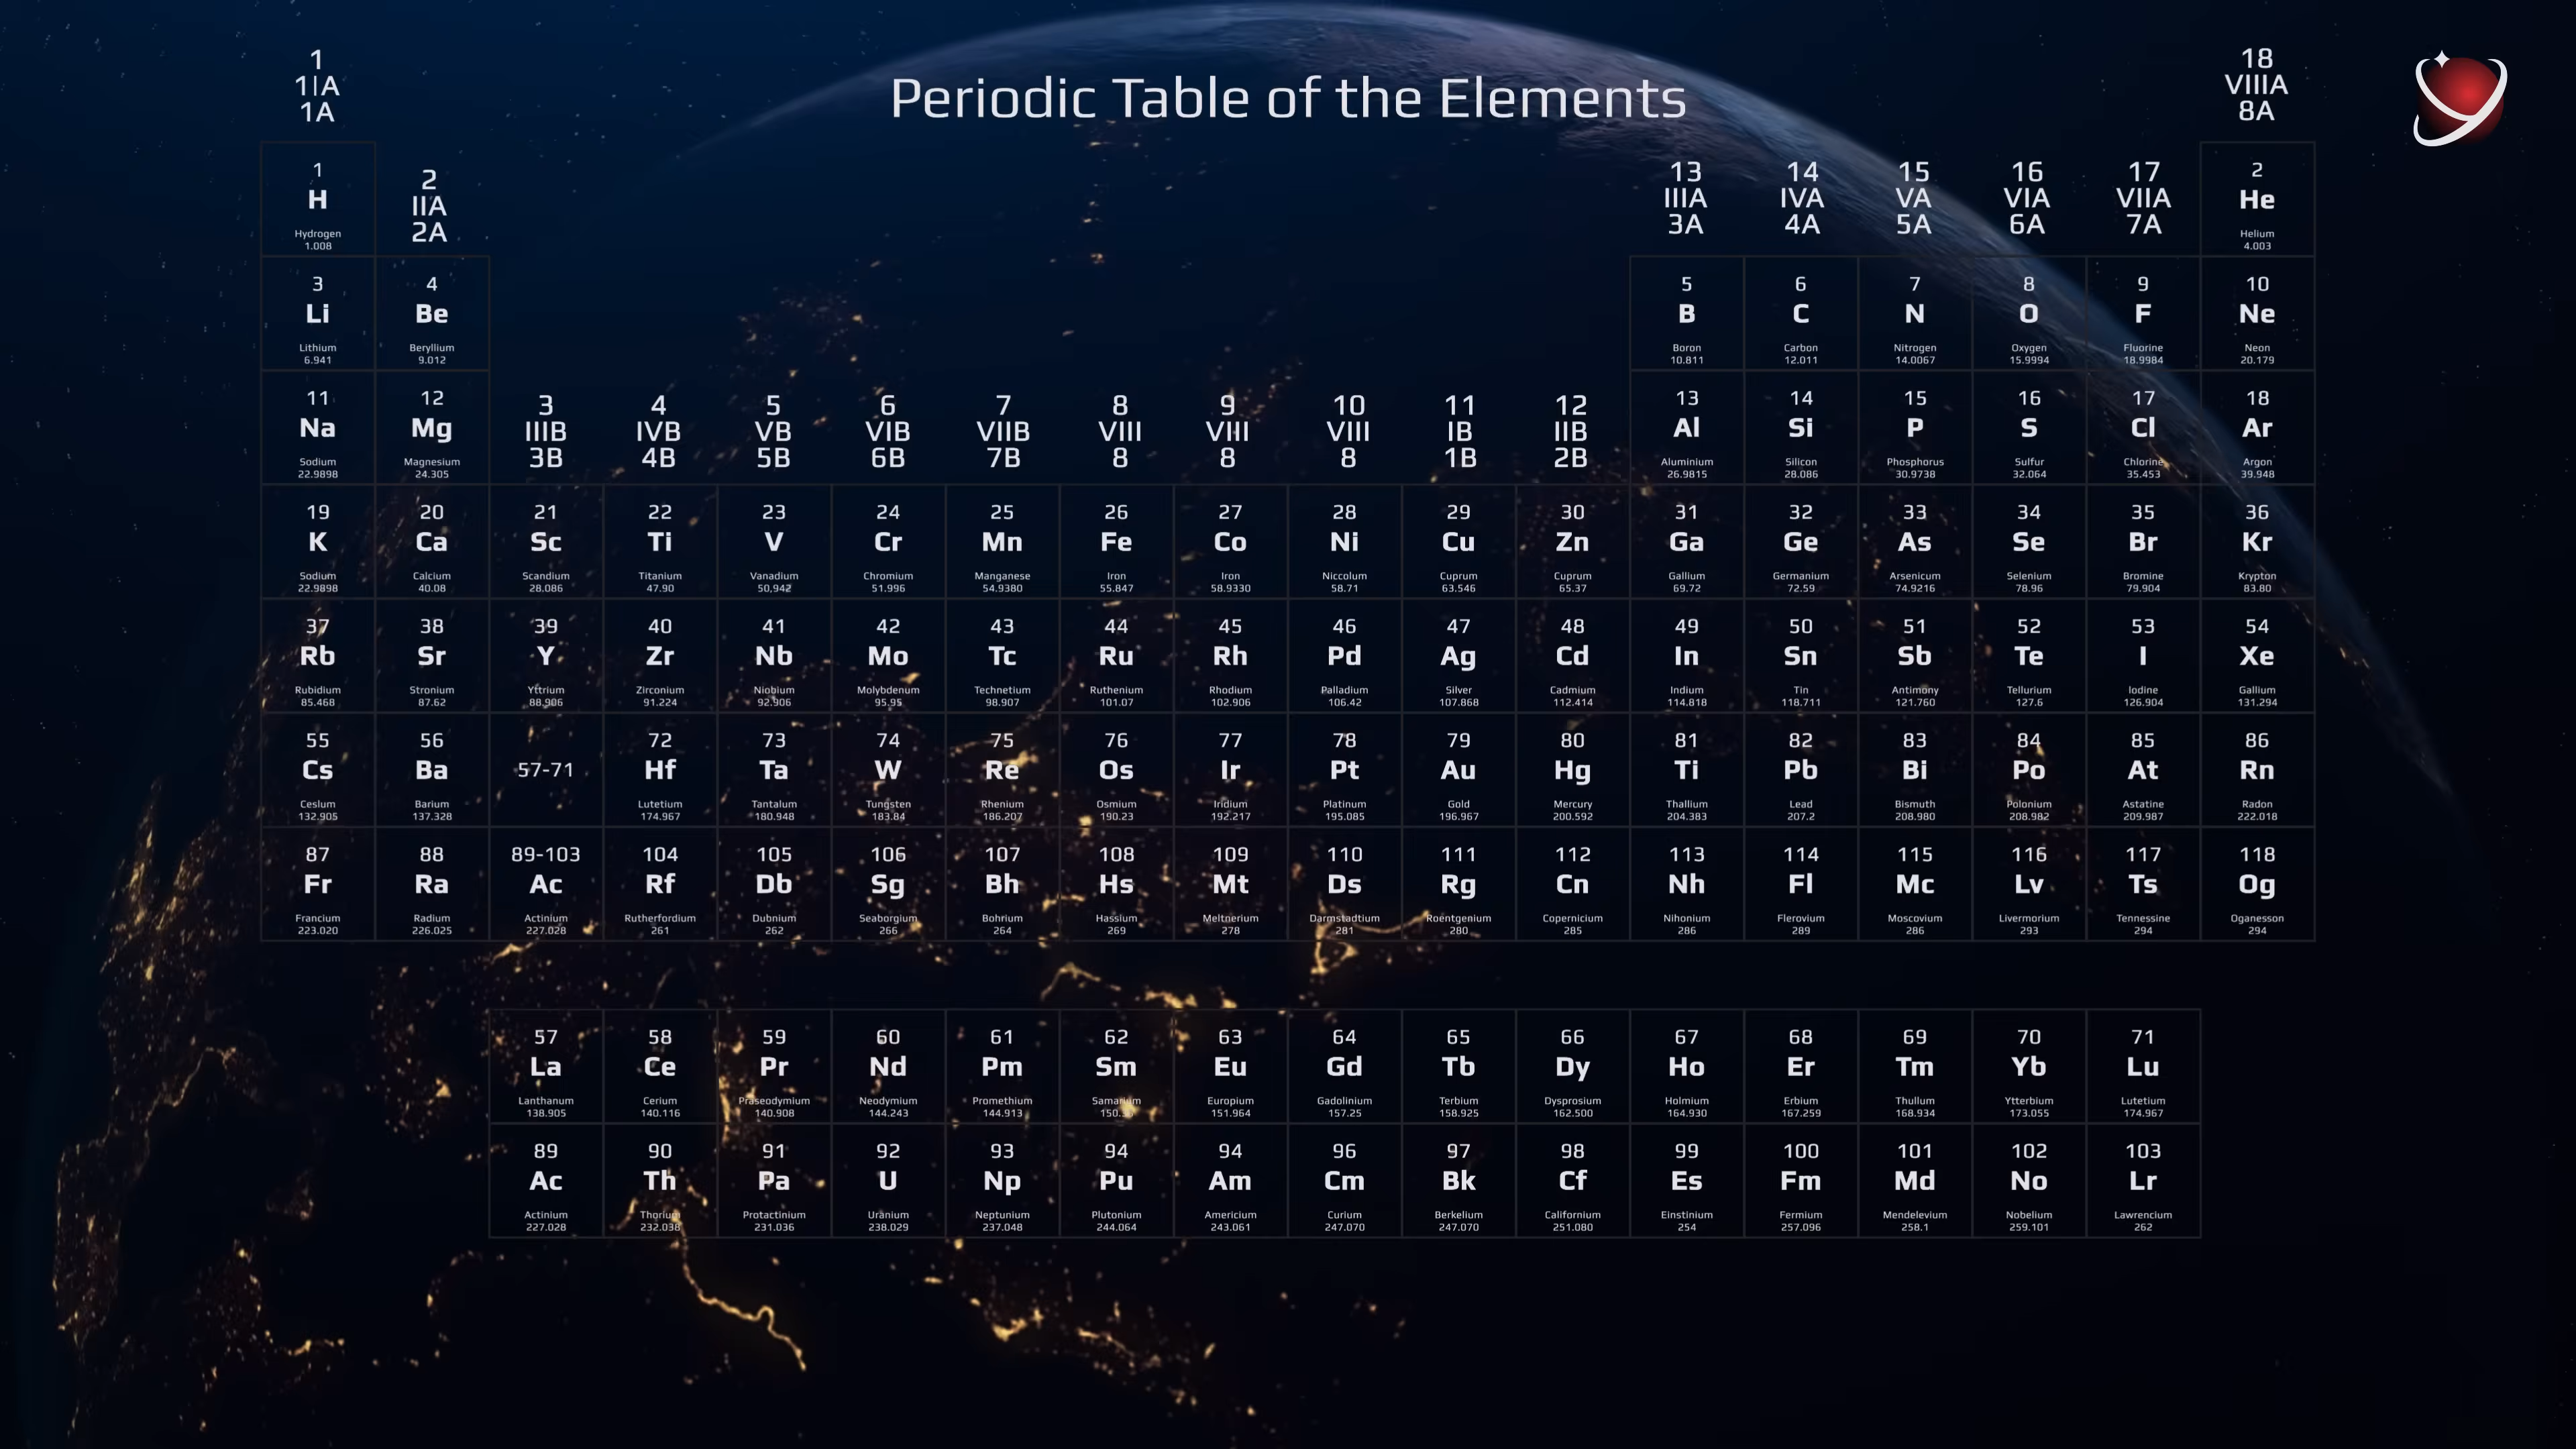 Periodic Table of the Elements
1
1|A
1A
18
VIIIA
8A
1
H
Hydrogen
1.008
2
IIA
2A
13
IIIA
3A
14
IVA
4A
15
VA
5A
16
VIA
6A
17
VIIA
7A
2
He
Helium
4.003
3
Li
Lithium
6.941
4
Be
Beryllium
9.012
5
B
Boron
10.811
6
C
Carbon
12.011
7
N
Nitrogen
14.0067
8
O
Oxygen
15.9994
9
F
Fluorine
18.9984
10
Ne
Neon
20.179
11
Na
Sodium
22.9898
12
Mg
Magnesium
24.305
3
IIIB
3B
4
IVB
4B
5
VB
5B
6
VIB
6B
7
VIIB
7B
8
VIII
8
9
VIII
8
10
VIII
8
11
IB
1B
12
IIB
2B
13
Al
Aluminium
26.9815
14
Si
Silicon
28.086
15
P
Phosphorus
30.9738
16
S
Sulfur
32.064
17
Cl
Chlorine
35.453
18
Ar
Argon
39.948
19
K
Sodium
22.9898
20
Ca
Calcium
40.08
21
Sc
Scandium
28.086
22
Ti
Titanium
47.90
23
V
Vanadium
50,942
24
Cr
Chromium
51.996
25
Mn
Manganese
54.9380
26
Fe
Iron
55.847
27
Co
Iron
58.9330
28
Ni
Niccolum
58.71
29
Cu
Cuprum
63.546
30
Zn
Cuprum
65.37
31
Ga
Gallium
69.72
32
Ge
Germanium
72.59
33
As
Arsenicum
74.9216
34
Se
Selenium
78.96
35
Br
Bromine
79.904
36
Kr
Krypton
83.80
37
Rb
Rubidium
85.468
38
Sr
Stronium
87.62
39
Y
Yttrium
88.906
40
Zr
Zirconium
91.224
41
Nb
Niobium
92.906
42
Mo
Molybdenum
95.95
43
Tc
Technetium
98.907
44
Ru
Ruthenium
101.07
45
Rh
Rhodium
102.906
46
Pd
Palladium
106.42
47
Ag
Silver
107.868
48
Cd
Cadmium
112.414
49
In
Indium
114.818
50
Sn
Tin
118.711
51
Sb
Antimony
121.760
52
Te
Tellurium
127.6
53
I
Iodine
126.904
54
Xe
Gallium
131.294
55
Cs
Ceslum
132.905
56
Ba
Barium
137.328
57-71
72
Hf
Lutetium
174.967
73
Ta
Tantalum
180.948
74
W
Tungsten
183.84
75
Re
Rhenium
186.207
76
Os
Osmium
190.23
77
Ir
Iridium
192.217
78
Pt
Platinum
195.085
79
Au
Gold
196.967
80
Hg
Mercury
200.592
81
Ti
Thallium
204.383
82
Pb
Lead
207.2
83
Bi
Bismuth
208.980
84
Po
Polonium
208.982
85
At
Astatine
209.987
86
Rn
Radon
222.018
87
Fr
Francium
223.020
88
Ra
Radium
226.025
89-103
Ac
Actinium
227.028
104
Rf
Rutherfordium
261
105
Db
Dubnium
262
106
Sg
Seaborgium
266
107
Bh
Bohrium
264
108
Hs
Hassium
269
109
Mt
Meltnerium
278
110
Ds
Darmstadtium
281
111
Rg
Roentgenium
280
112
Cn
Copernicium
285
113
Nh
Nihonium
286
114
Fl
Flerovium
289
115
Mc
Moscovium
286
116
Lv
Livermorium
293
117
Ts
Tennessine
294
118
Og
Oganesson
294
57
La
Lanthanum
138.905
58
Ce
Cerium
140.116
59
Pr
Praseodymium
140.908
60
Nd
Neodymium
144.243
61
Pm
Promethium
144.913
62
Sm
Samarium
63
Eu
Europium
151.964
64
Gd
Gadolinium
157.25
65
Tb
Terbium
158.925
66
Dy
Dysprosium
162.500
67
Ho
Holmium
164.930
68
Er
Erbium
167.259
69
Tm
Thullum
168.934
70
Yb
Ytterbium
173.055
71
Lu
Lutetium
174.967
89
Ac
Actinium
227.028
90
Th
Thorium
232.038
91
Pa
Protactinium
231.036
92
U
Uranium
238.029
93
Np
Neptunium
237.048
94
Pu
Plutonium
244.064
94
Am
Americium
243.061
96
Cm
Curium
247.070
97
Bk
Berkelium
247.070
98
Cf
Californium
251.080
99
Es
Einstinium
254
100
Fm
Fermium
257.096
101
Md
Mendelevium
258.1
102
No
Nobelium
259.101
103
Lr
Lawrencium
262